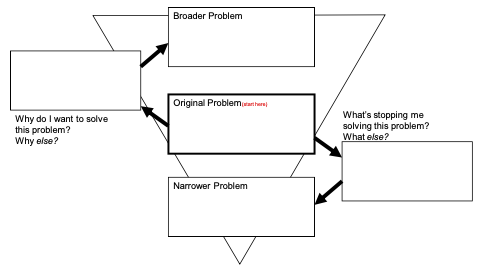 Broader Problem
Original Problem(start here)
Why do I want to solve
this problem?
Why else?
What's stopping me
solving this problem?
What else?
Narrower Problem